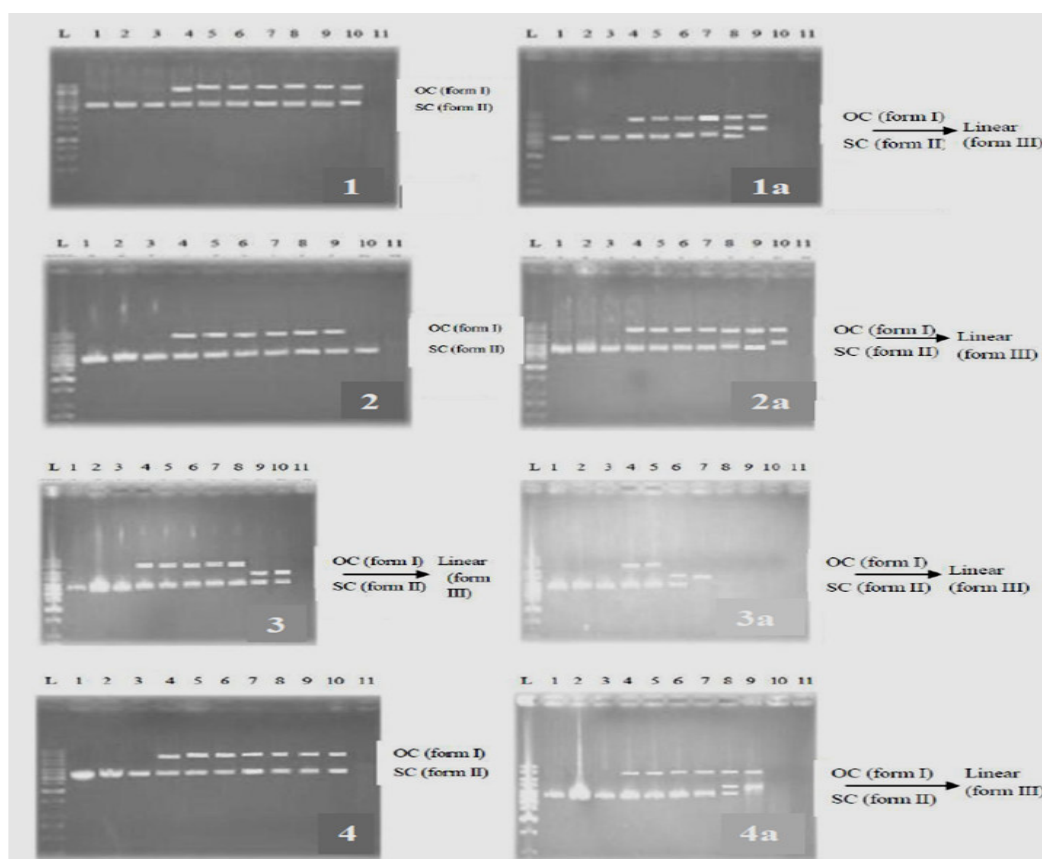 L 1 2 3 4 5 6 7 8 9 10 11
OC (form I)
SC (form II)
1
L 1 2 3 4 5 6 7 8 9 10 11
OC (form I)
SC (form II)
Linear
(form III)
1a
L 1 2 3 4 5 6 7 8 9 10 11
OC (form I)
SC (form II)
2
L 1 2 3 4 5 6 7 8 9 10 11
OC (form I)
SC (form II)
Linear
(form III)
2a
L 1 2 3 4 5 6 7 8 9 10 11
OC (form I)
SC (form II)
Linear
(form
III)
3
L 1 2 3 4 5 6 7 8 9 10 11
OC (form I)
SC (form II)
Linear
(form III)
3a
L 1 2 3 4 5 6 7 8 9 10 11
OC (form I)
SC (form II)
4
L 1 2 3 4 5 6 7 8 9 10 11
OC (form I)
SC (form II)
Linear
(form III)
4a